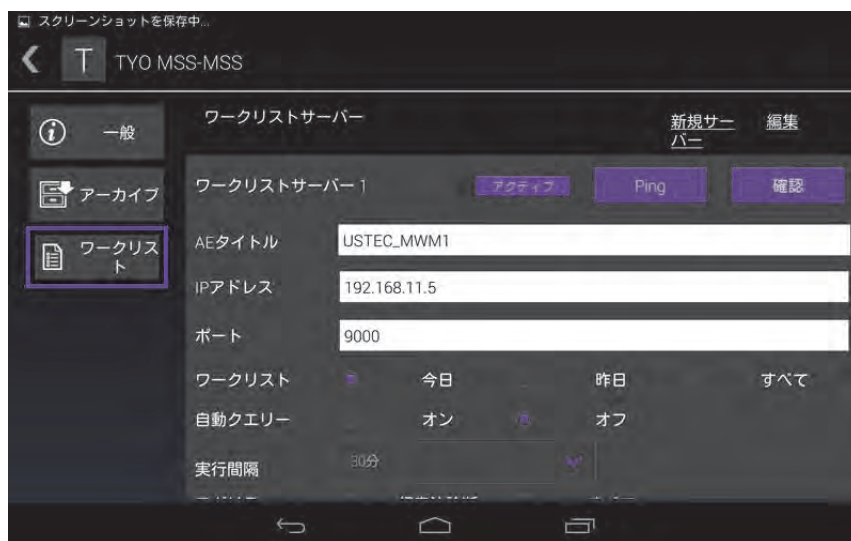 スクリーンショットを保存中...
T TYO MSS-MSS
一般
アーカイブ
ワークリス
ト
ワークリストサーバー
新規サー
バー
編集
ワークリストサーバー 1 アクティブ Ping 確認
AEタイトル USTEC_MWM1
IPアドレス 192.168.11.5
ポート 9000
ワークリスト 今日 昨日 すべて
自動クエリー オン オフ
実行間隔 30分